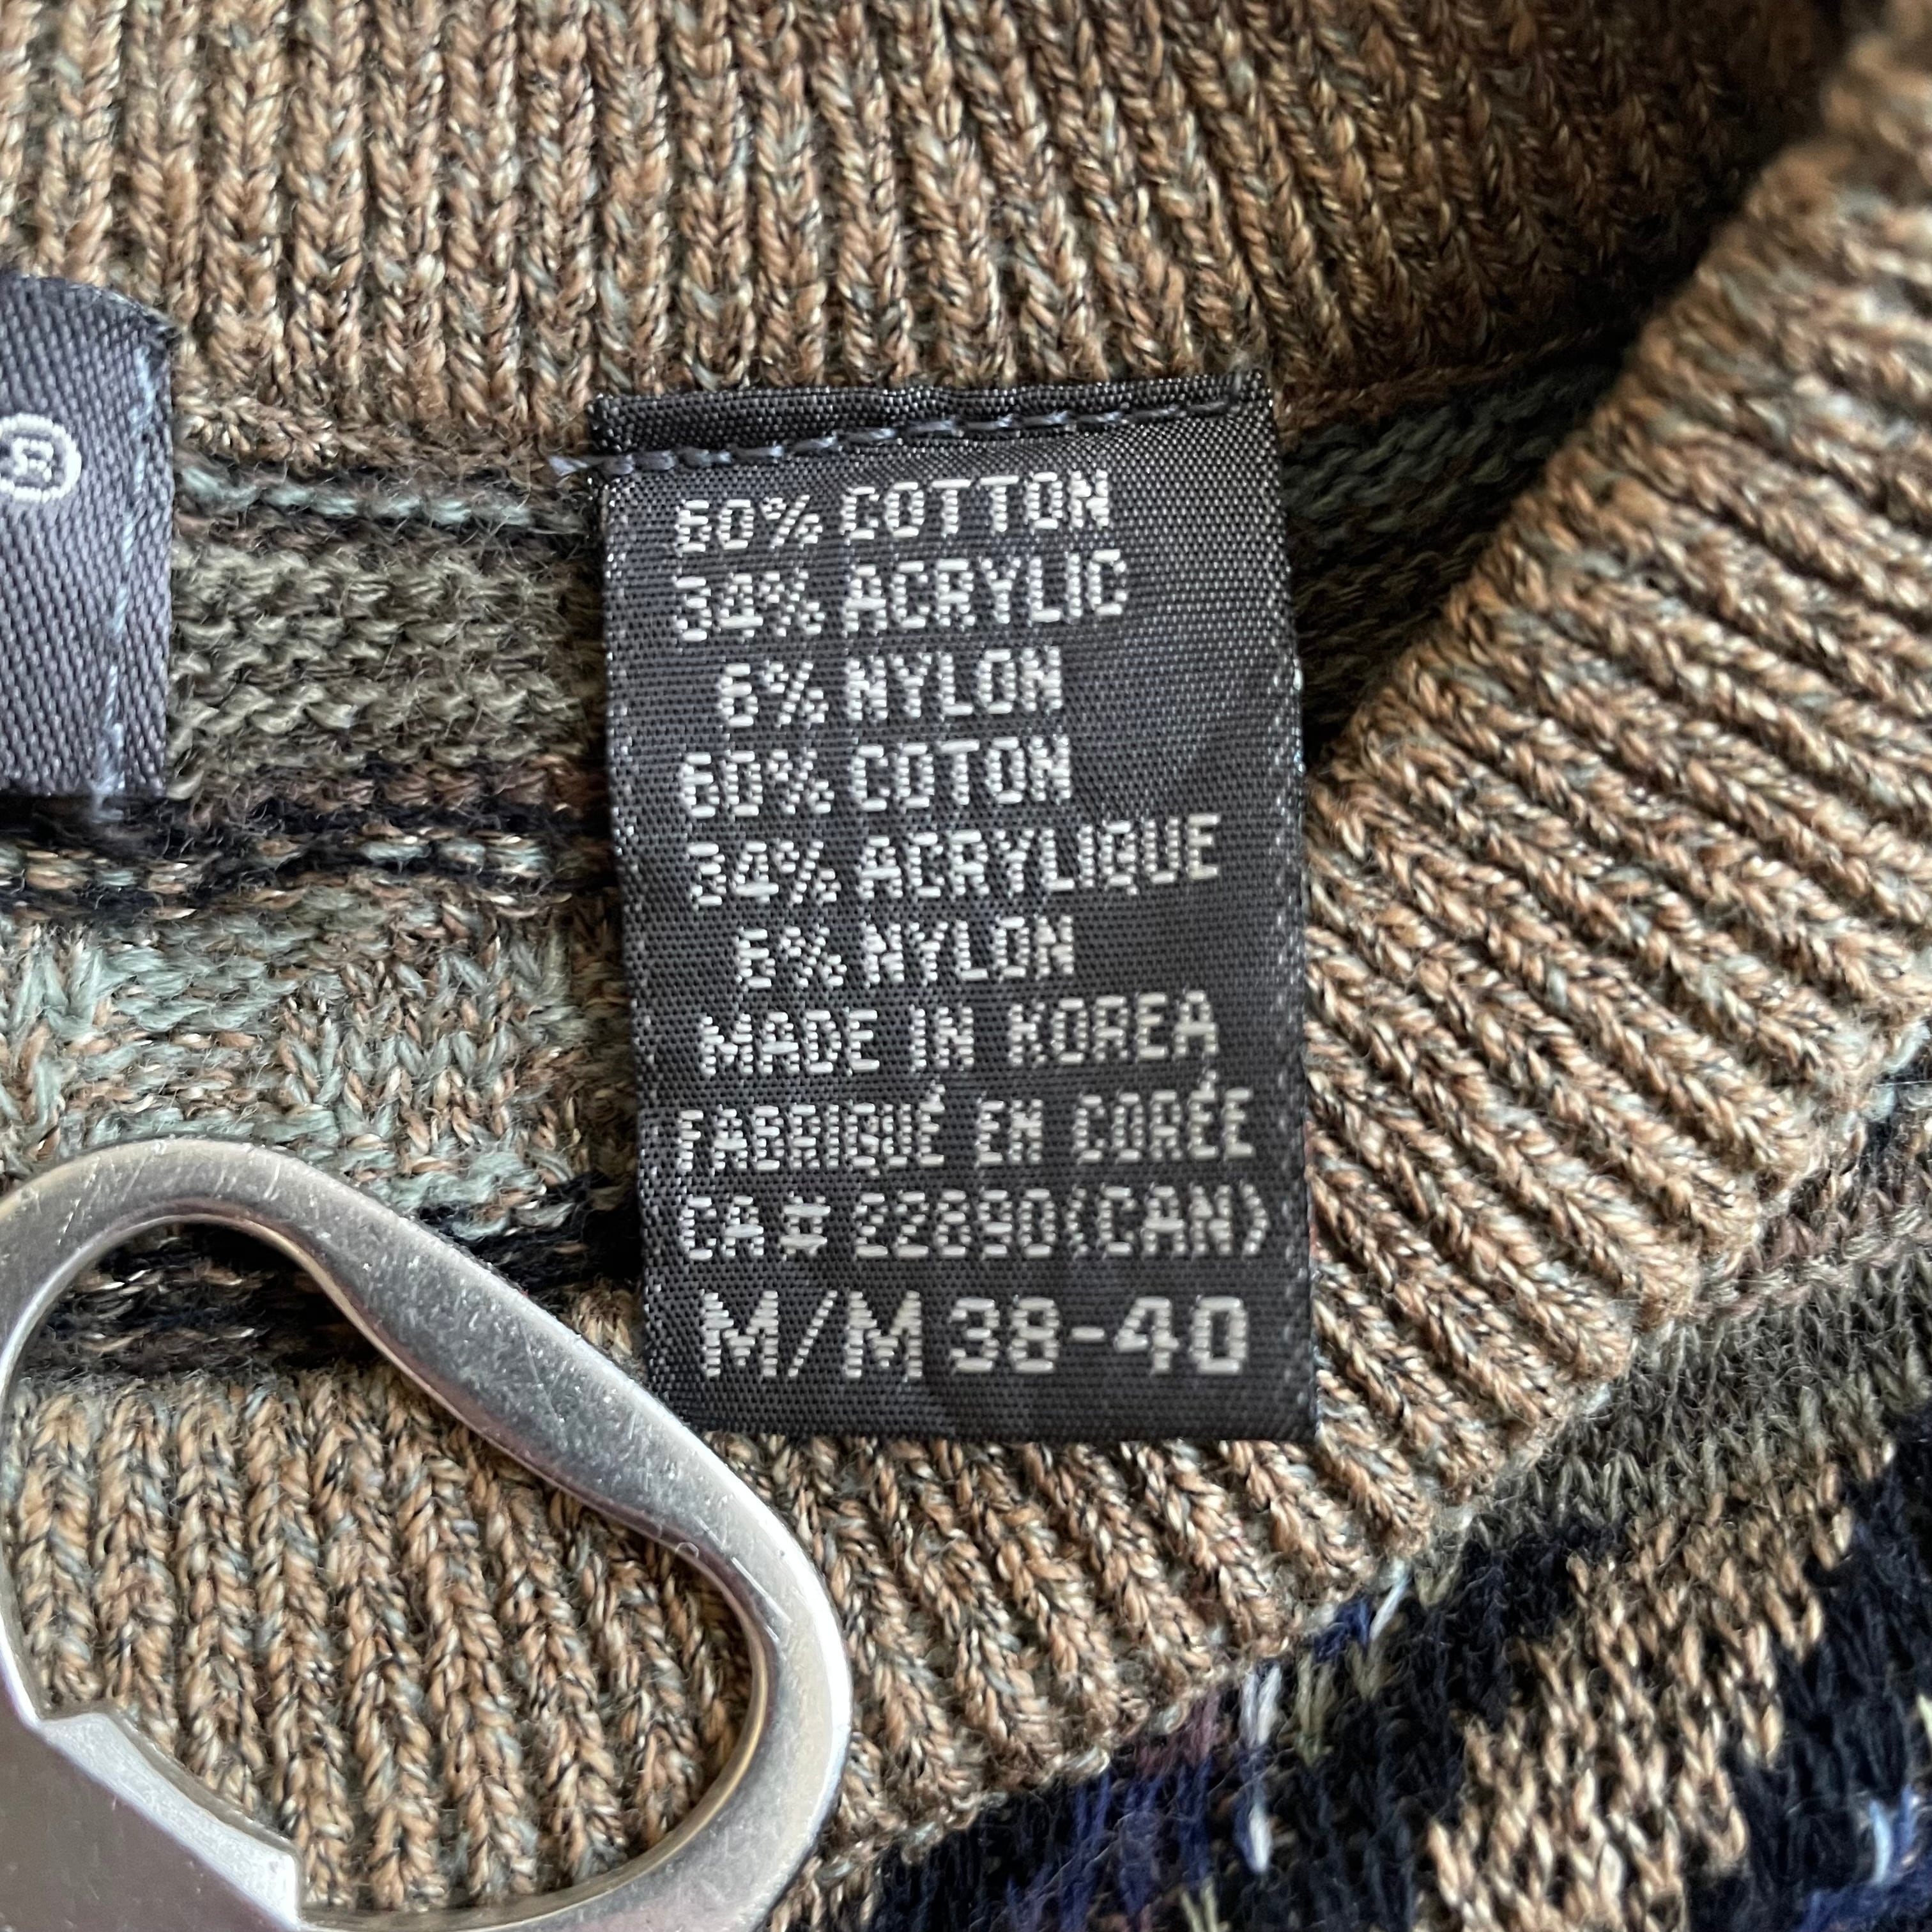 ®
60% COTTON
34% ACRYLIC
6% NYLON
60% COTON
34% ACRYLIQUE
6% NYLON
MADE IN KOREA
FABRIQUÉ EN CORÉE
CA # 22890(CAN)
M/M 38-40